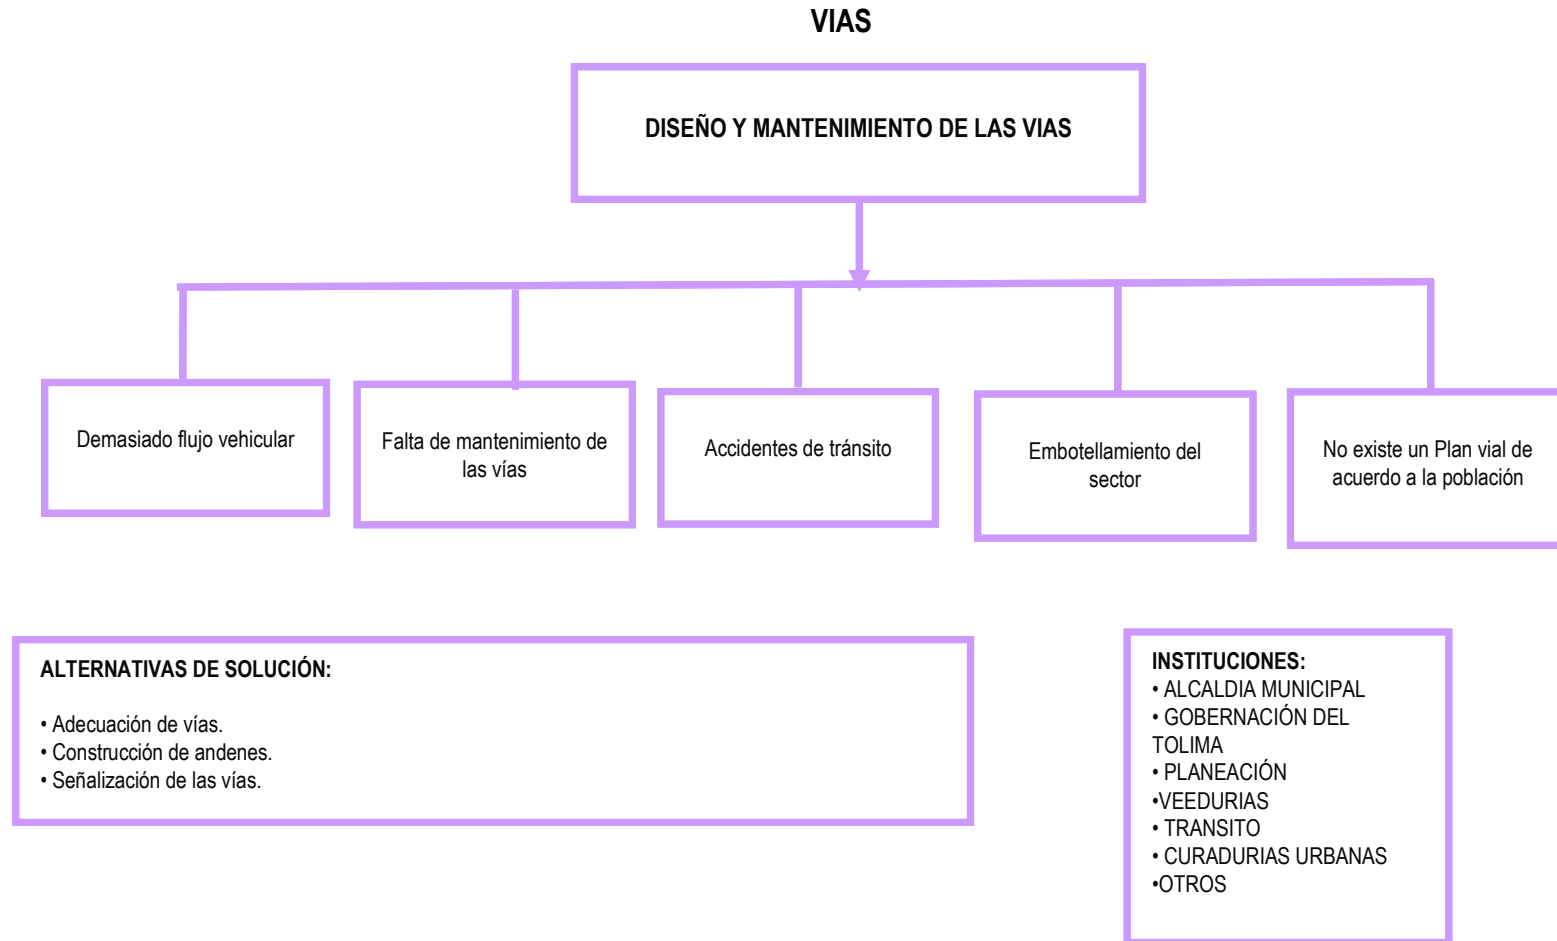 VIAS
DISEÑO Y MANTENIMIENTO DE LAS VIAS
Demasiado flujo vehicular
Falta de mantenimiento de
las vías
Accidentes de tránsito
Embotellamiento del
sector
No existe un Plan vial de
acuerdo a la población
ALTERNATIVAS DE SOLUCIÓN:
• Adecuación de vías.
• Construcción de andenes.
• Señalización de las vías.
INSTITUCIONES:
• ALCALDIA MUNICIPAL
• GOBERNACIÓN DEL
TOLIMA
• PLANEACIÓN
•VEEDURIAS
• TRANSITO
• CURADURIAS URBANAS
•OTROS